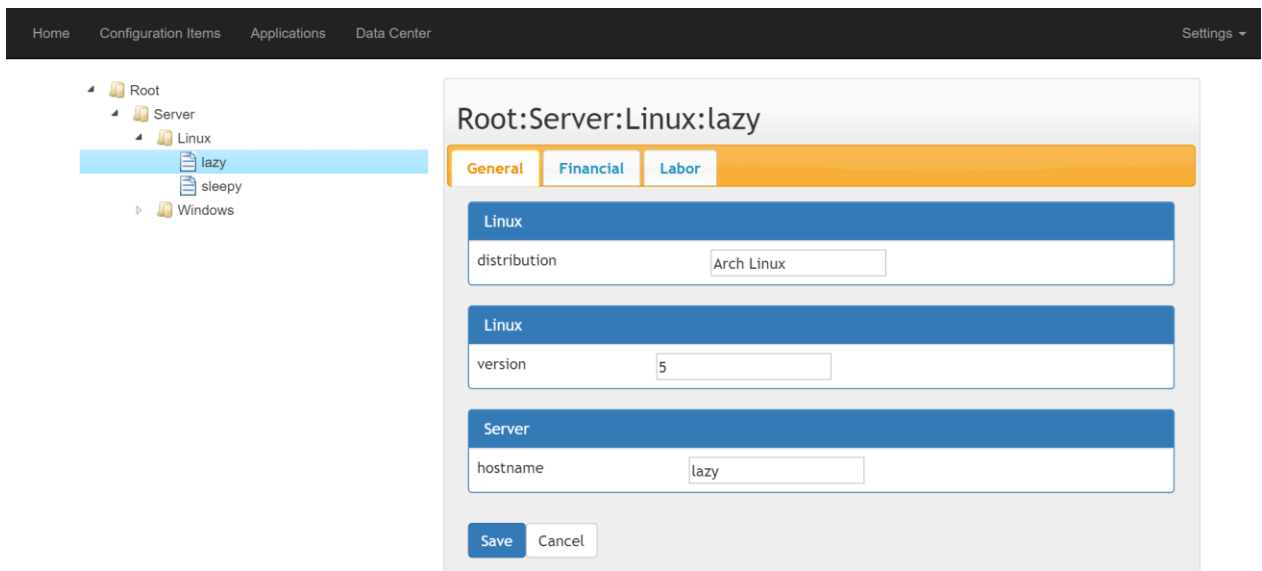 Home Configuration Items Applications Data Center Settings
Root
Server
Linux
lazy
sleepy
Windows
Root:Server:Linux:lazy
General Financial Labor
Linux
distribution Arch Linux
Linux
version 5
Server
hostname lazy
Save Cancel